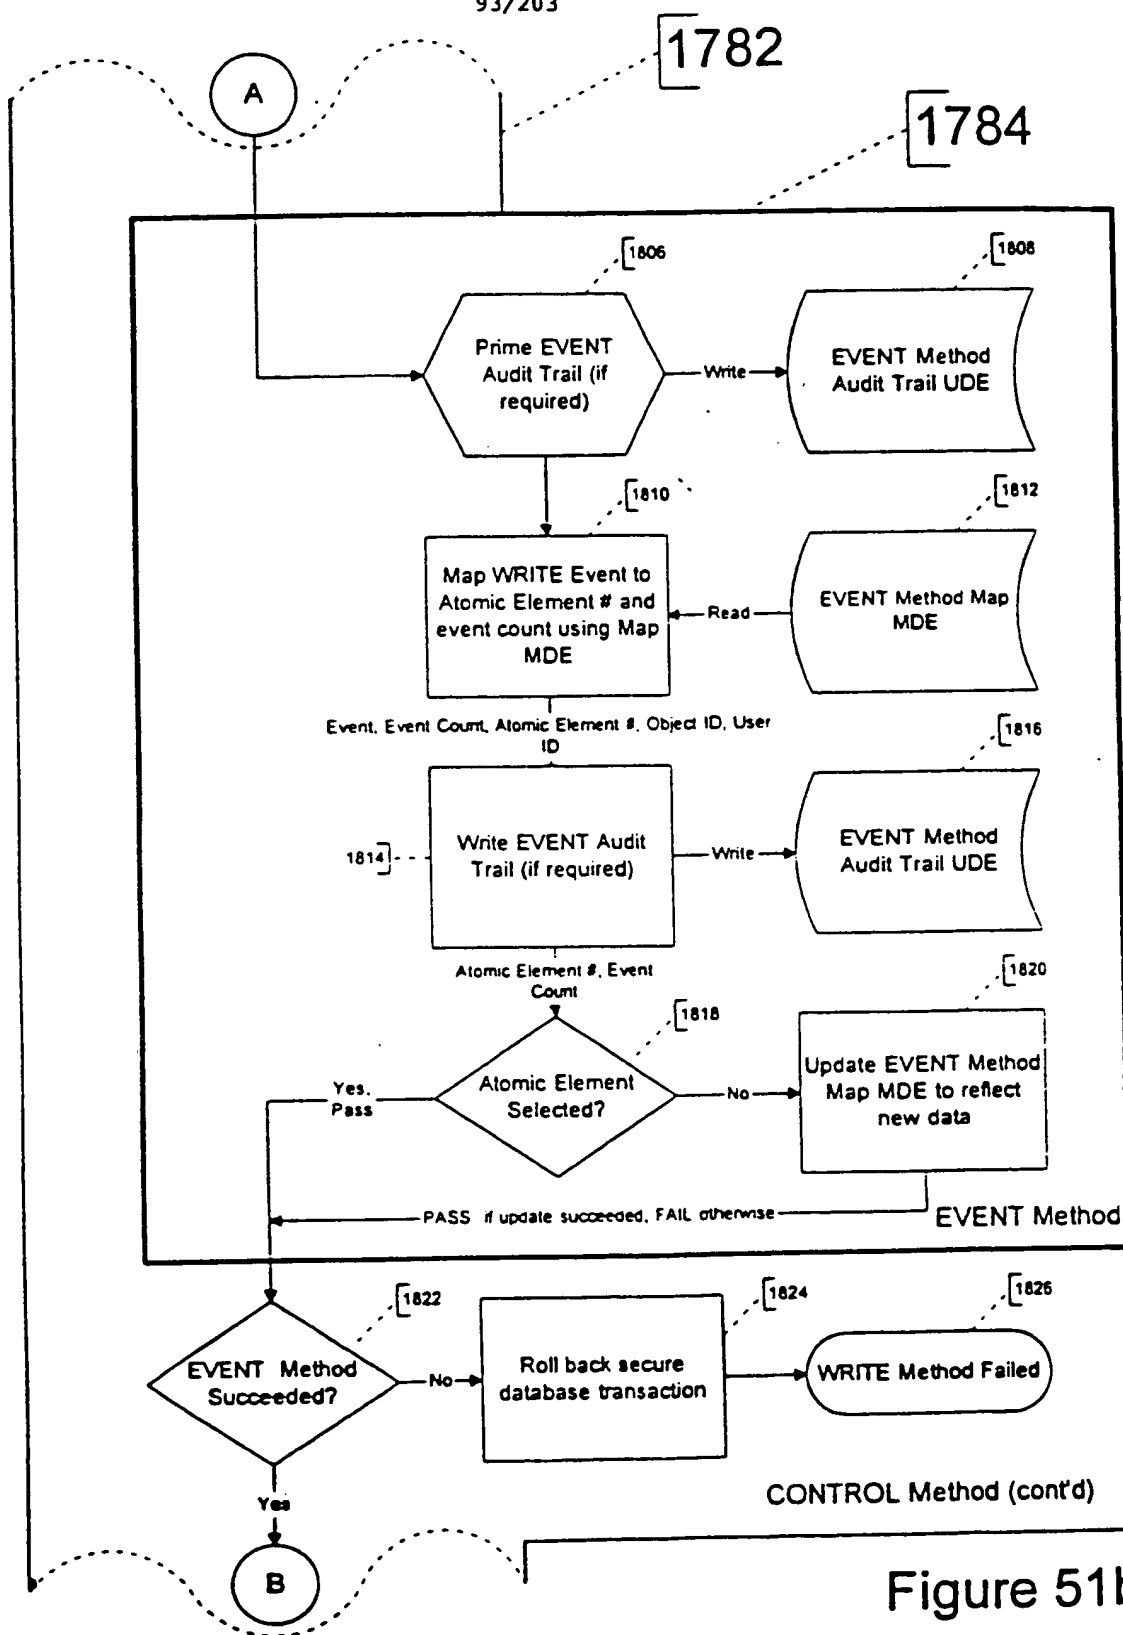 93/203
1782
A
1784
1806
1808
Prime EVENT
Audit Trail (if
required)
Write
EVENT Method
Audit Trail UDE
1810
1812
Map WRITE Event to
Atomic Element # and
event count using Map
MDE
Read
EVENT Method Map
MDE
Event, Event Count, Atomic Element #, Object ID, User
ID
1816
1814
Write EVENT Audit
Trail (if required)
Write
EVENT Method
Audit Trail UDE
Atomic Element #, Event
Count
1818
1820
Yes,
Pass
Atomic Element
Selected?
No
Update EVENT Method
Map MDE to reflect
new data
PASS if update succeeded, FAIL otherwise
EVENT Method
1822
1824
1826
EVENT Method
Succeeded?
No
Roll back secure
database transaction
WRITE Method Failed
Yes
CONTROL Method (cont'd)
B
Figure 51b